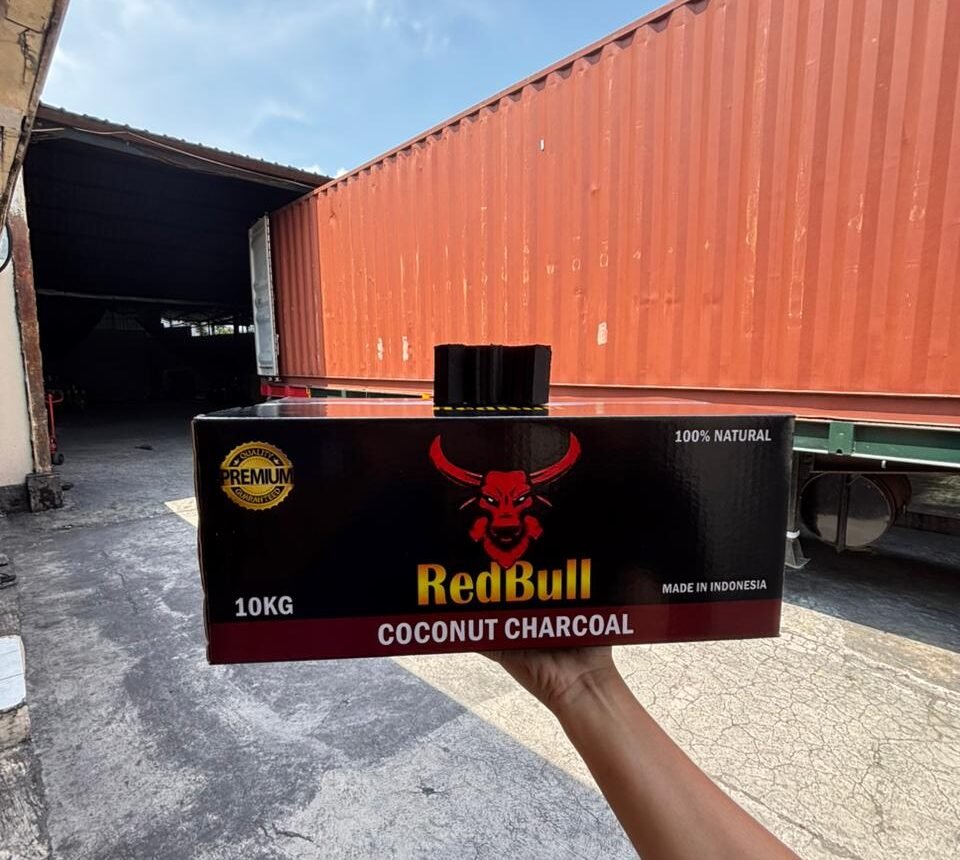 QUALITY
PREMIUM
GUARANTEED
100% NATURAL
RedBull
10KG
MADE IN INDONESIA
COCONUT CHARCOAL